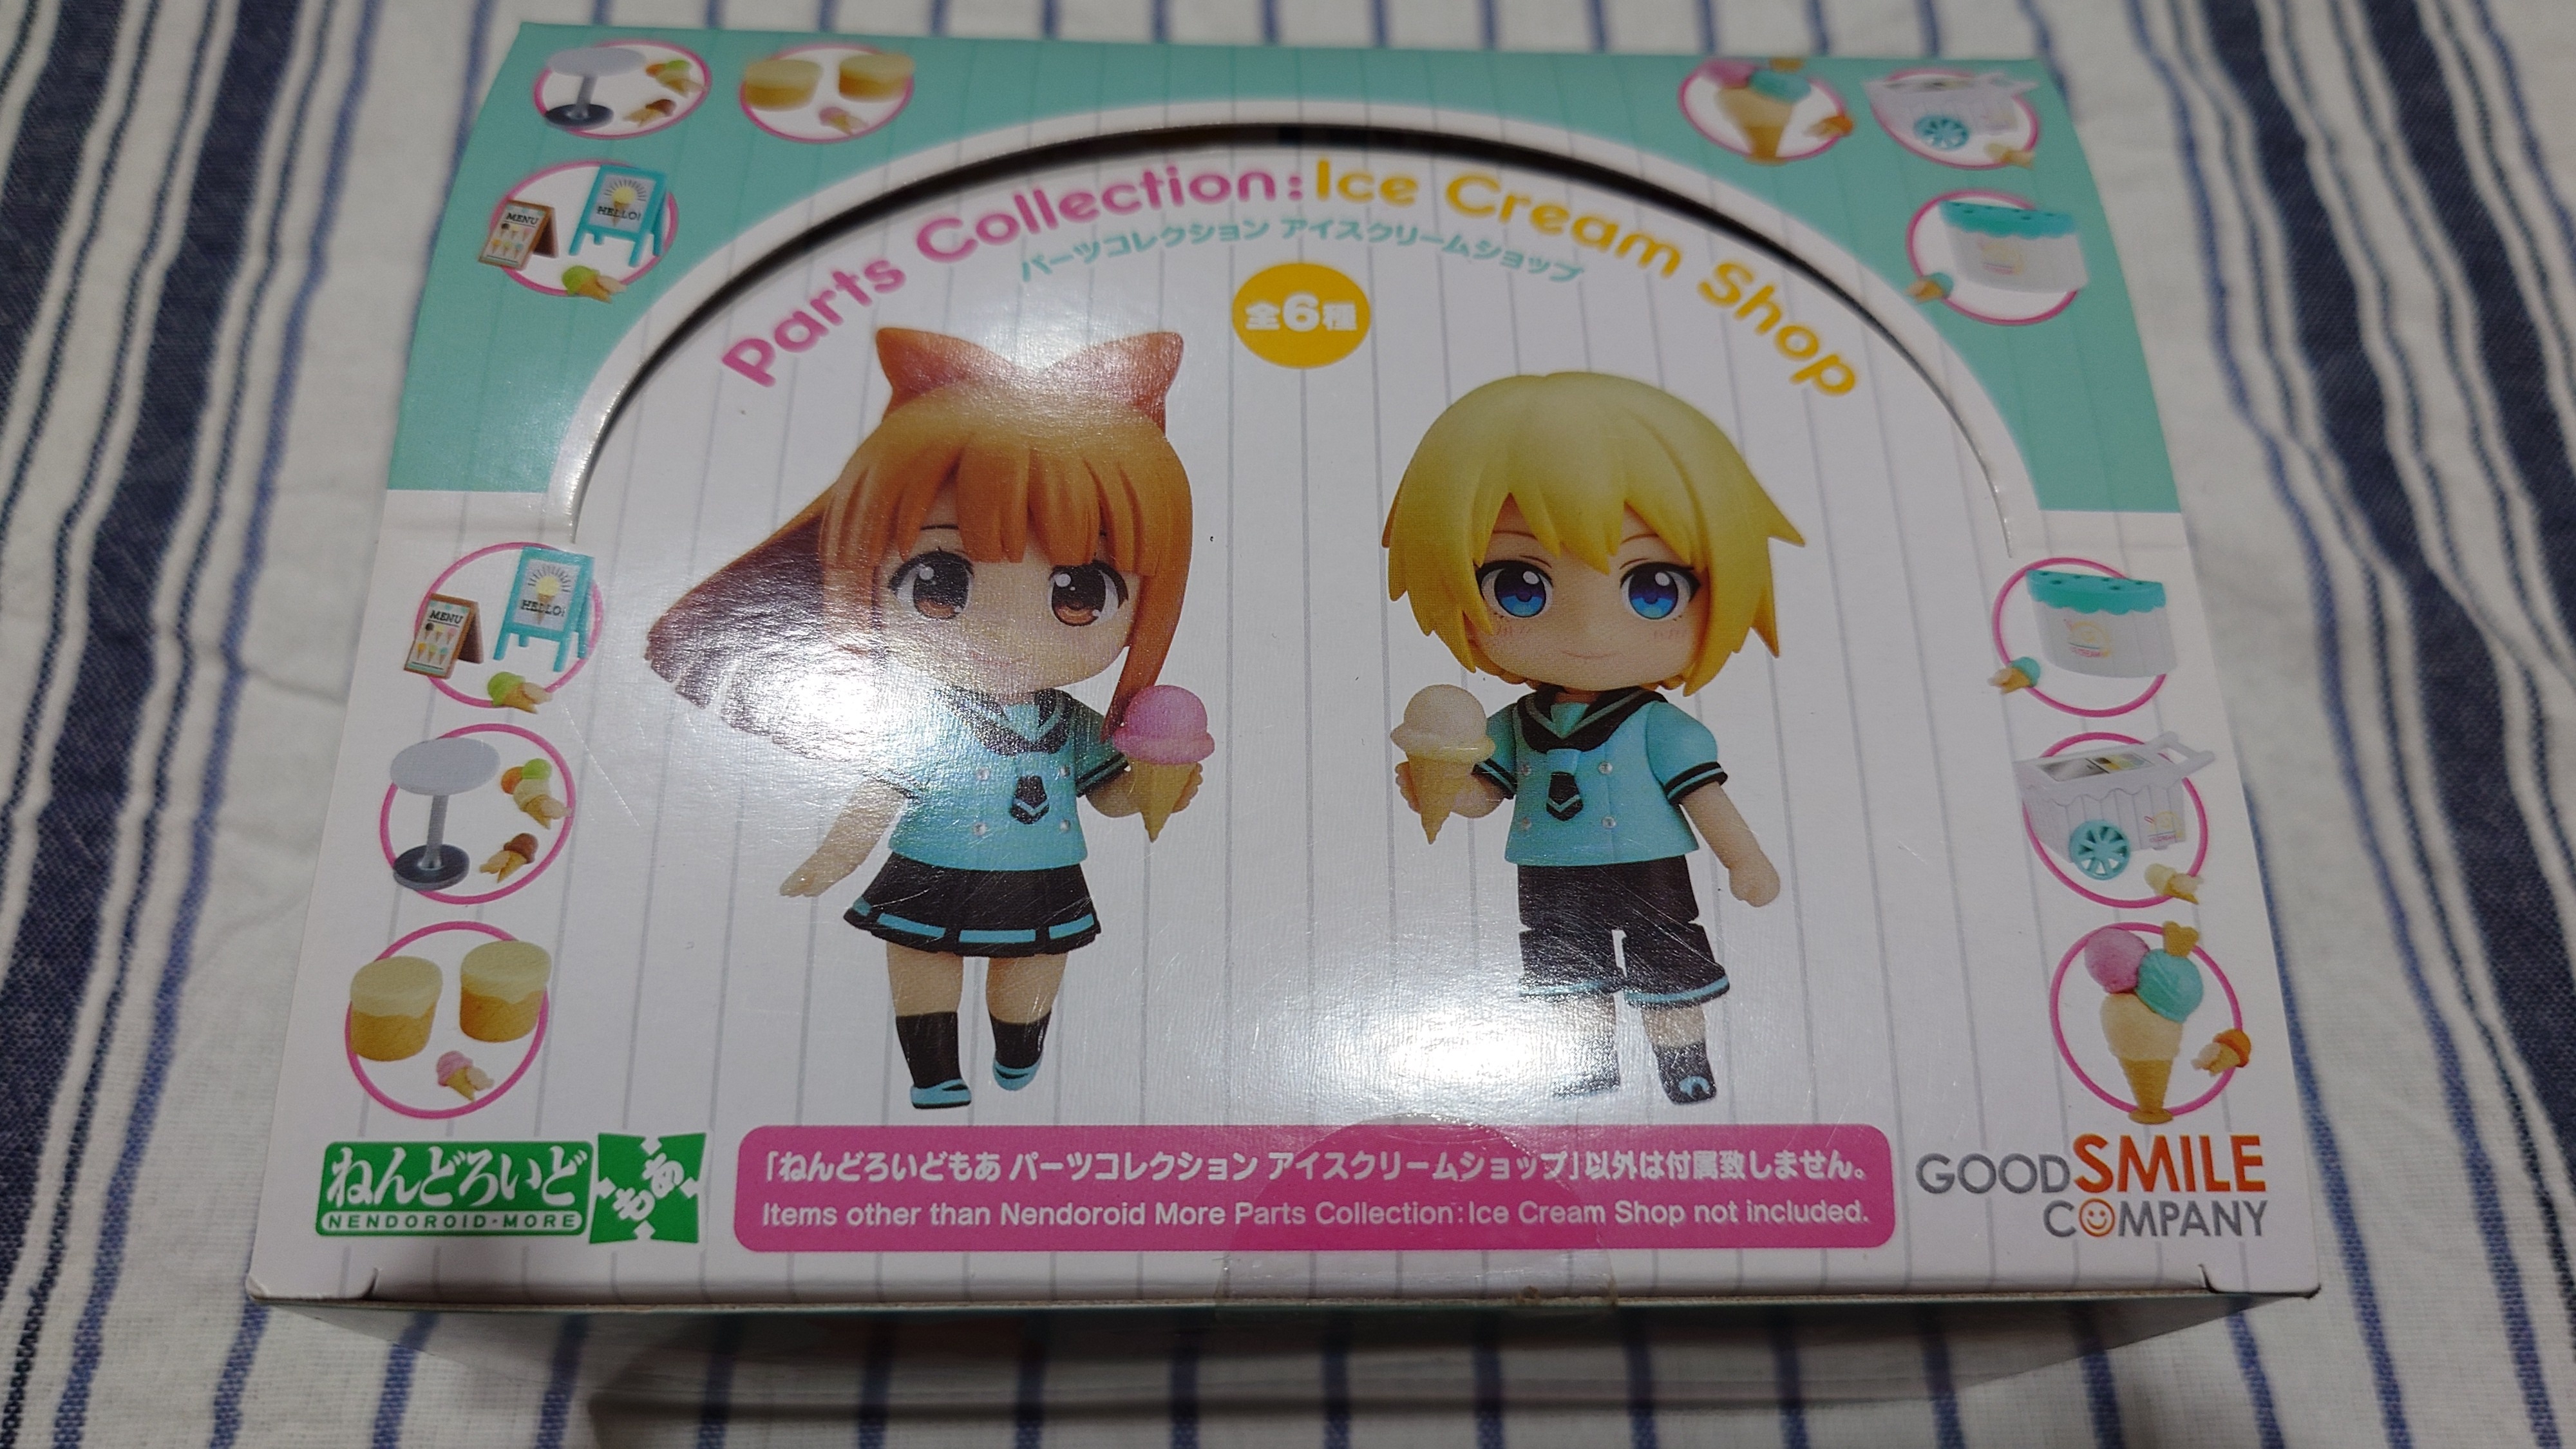 Parts Collection:Ice Cream Shop
パーツコレクション アイスクリームショップ
全6種
MENU
HELLO!
MENU
HELLO!
ねんどろいど
もあ
NENDOROID・MORE
「ねんどろいどもあ パーツコレクション アイスクリームショップ」以外は付属致しません。
Items other than Nendoroid More Parts Collection:Ice Cream Shop not included.
GOOD SMILE
COMPANY